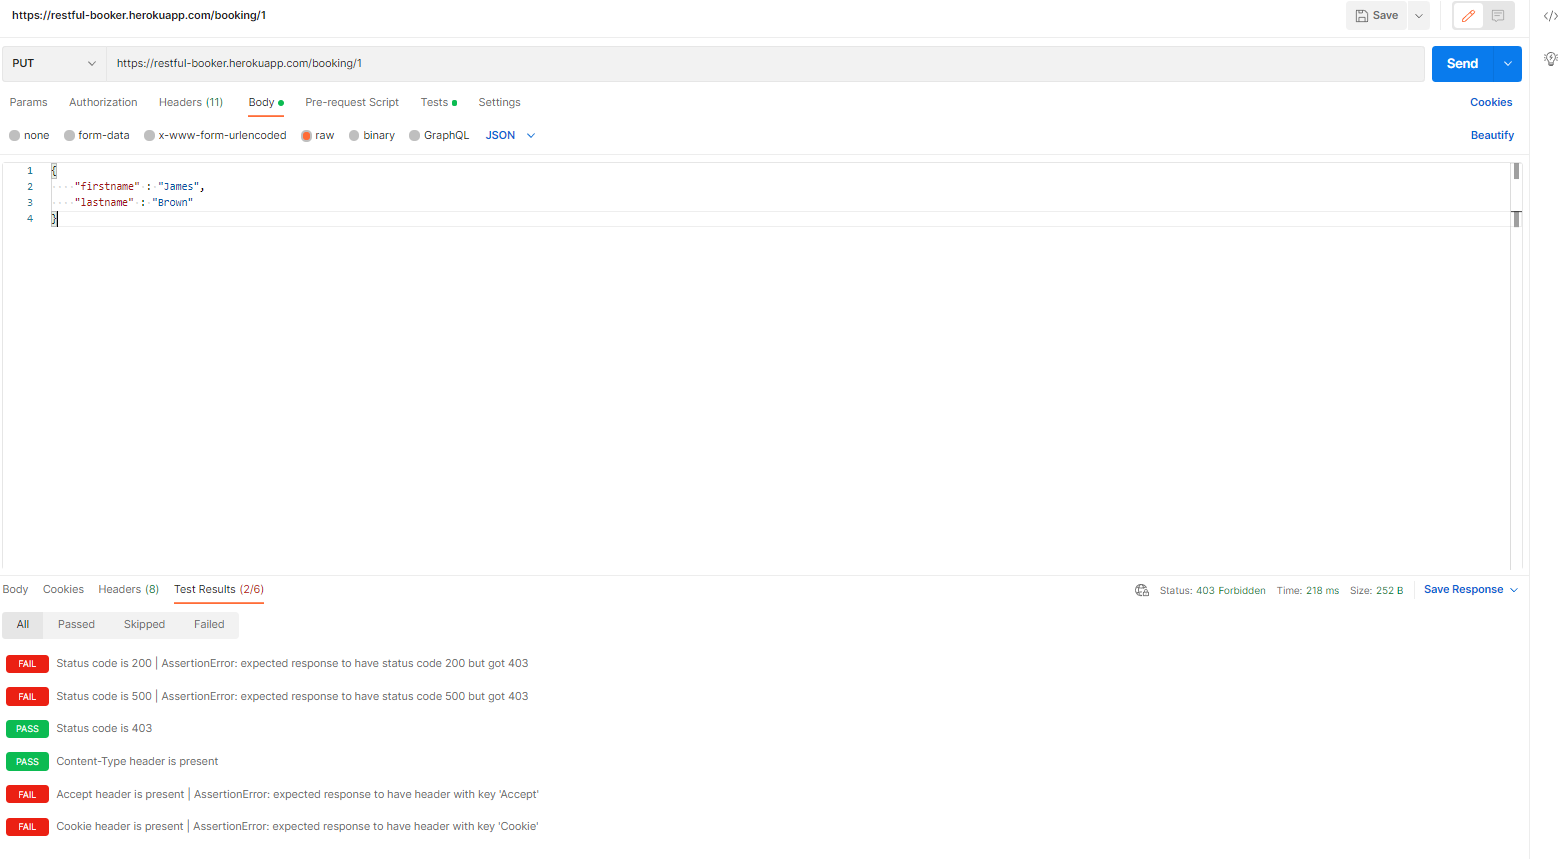 https://restful-booker.herokuapp.com/booking/1
Save
PUT
https://restful-booker.herokuapp.com/booking/1
Send
Params Authorization Headers (11) Body Pre-request Script Tests Settings
Cookies
none form-data x-www-form-urlencoded raw binary GraphQL JSON
Beautify
1 {
2 "firstname" : "James",
3 "lastname" : "Brown"
4 }
Body Cookies Headers (8) Test Results (2/6)
Status: 403 Forbidden Time: 218 ms Size: 252 B
Save Response
All Passed Skipped Failed
FAIL Status code is 200 | AssertionError: expected response to have status code 200 but got 403
FAIL Status code is 500 | AssertionError: expected response to have status code 500 but got 403
PASS Status code is 403
PASS Content-Type header is present
FAIL Accept header is present | AssertionError: expected response to have header with key 'Accept'
FAIL Cookie header is present | AssertionError: expected response to have header with key 'Cookie'